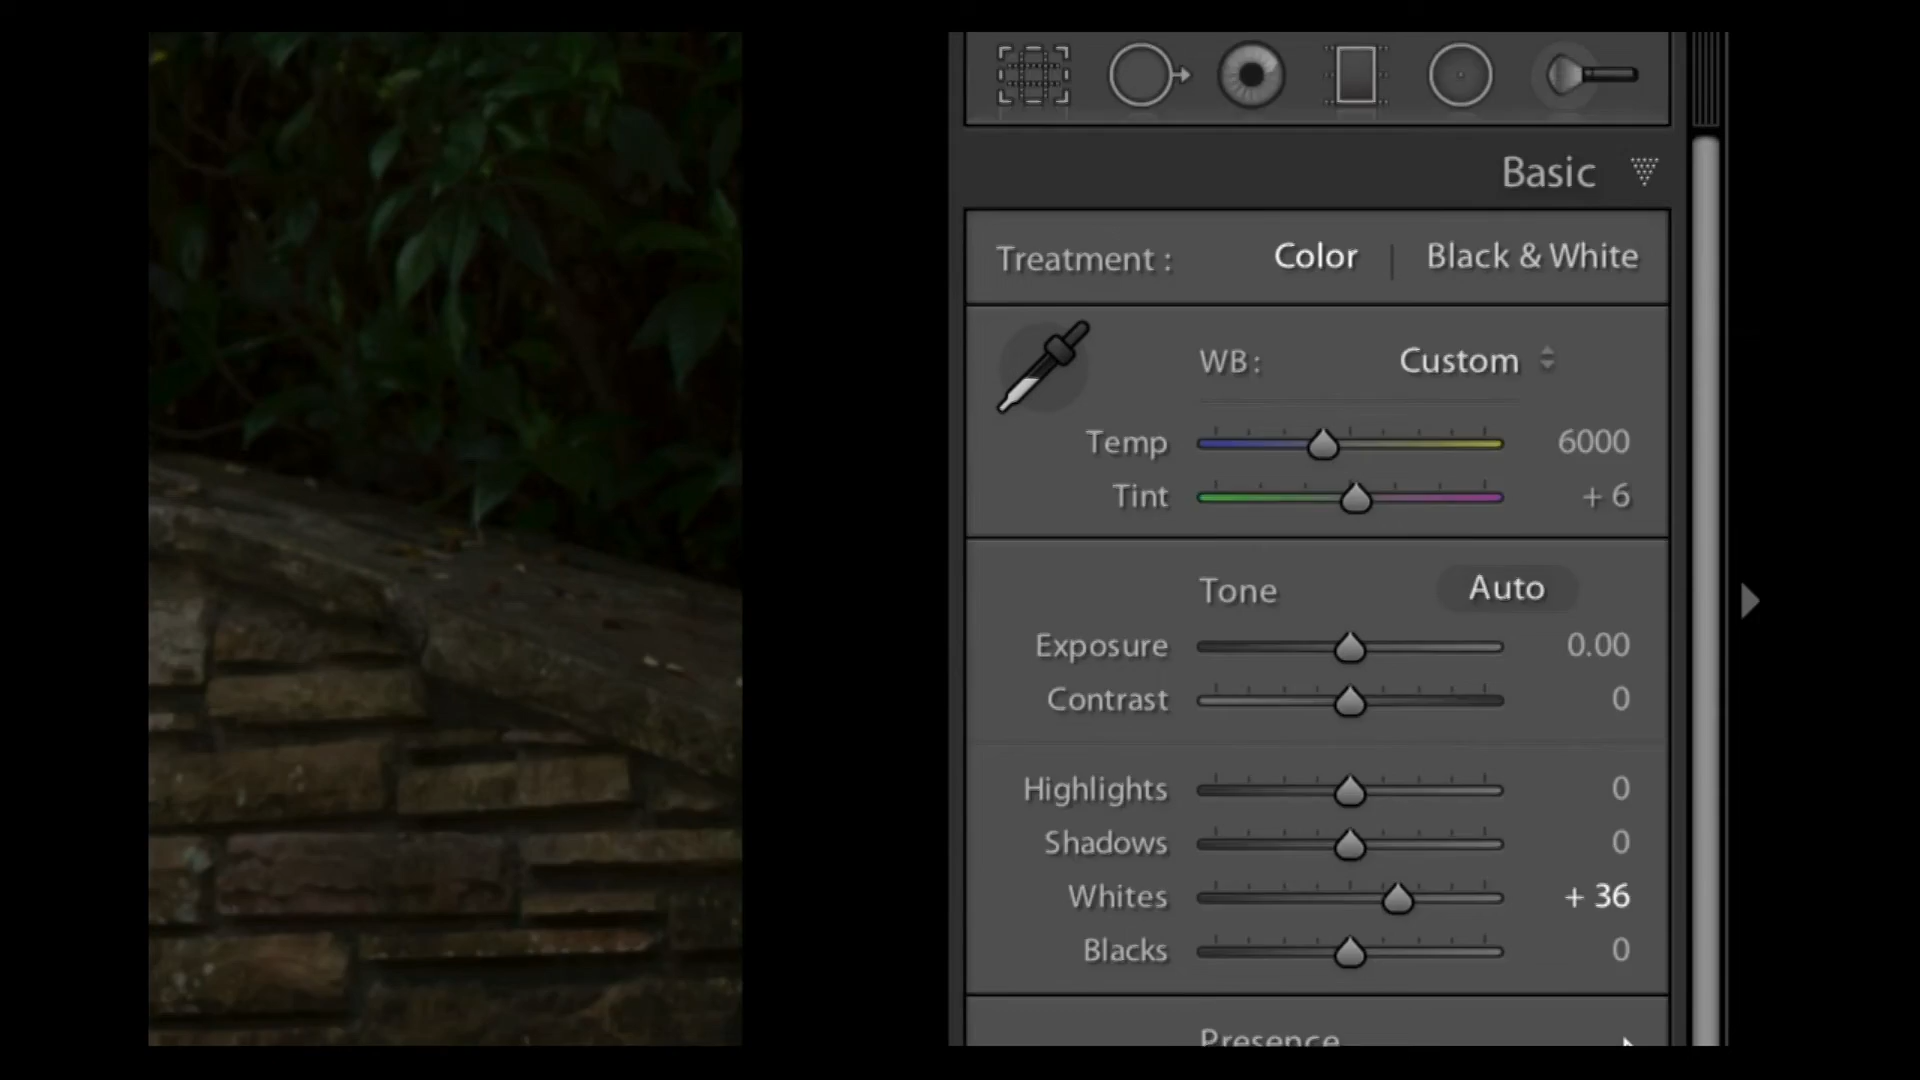 Basic
Treatment : Color | Black & White
WB : Custom
Temp 6000
Tint + 6
Tone Auto
Exposure 0.00
Contrast 0
Highlights 0
Shadows 0
Whites + 36
Blacks 0
Presence